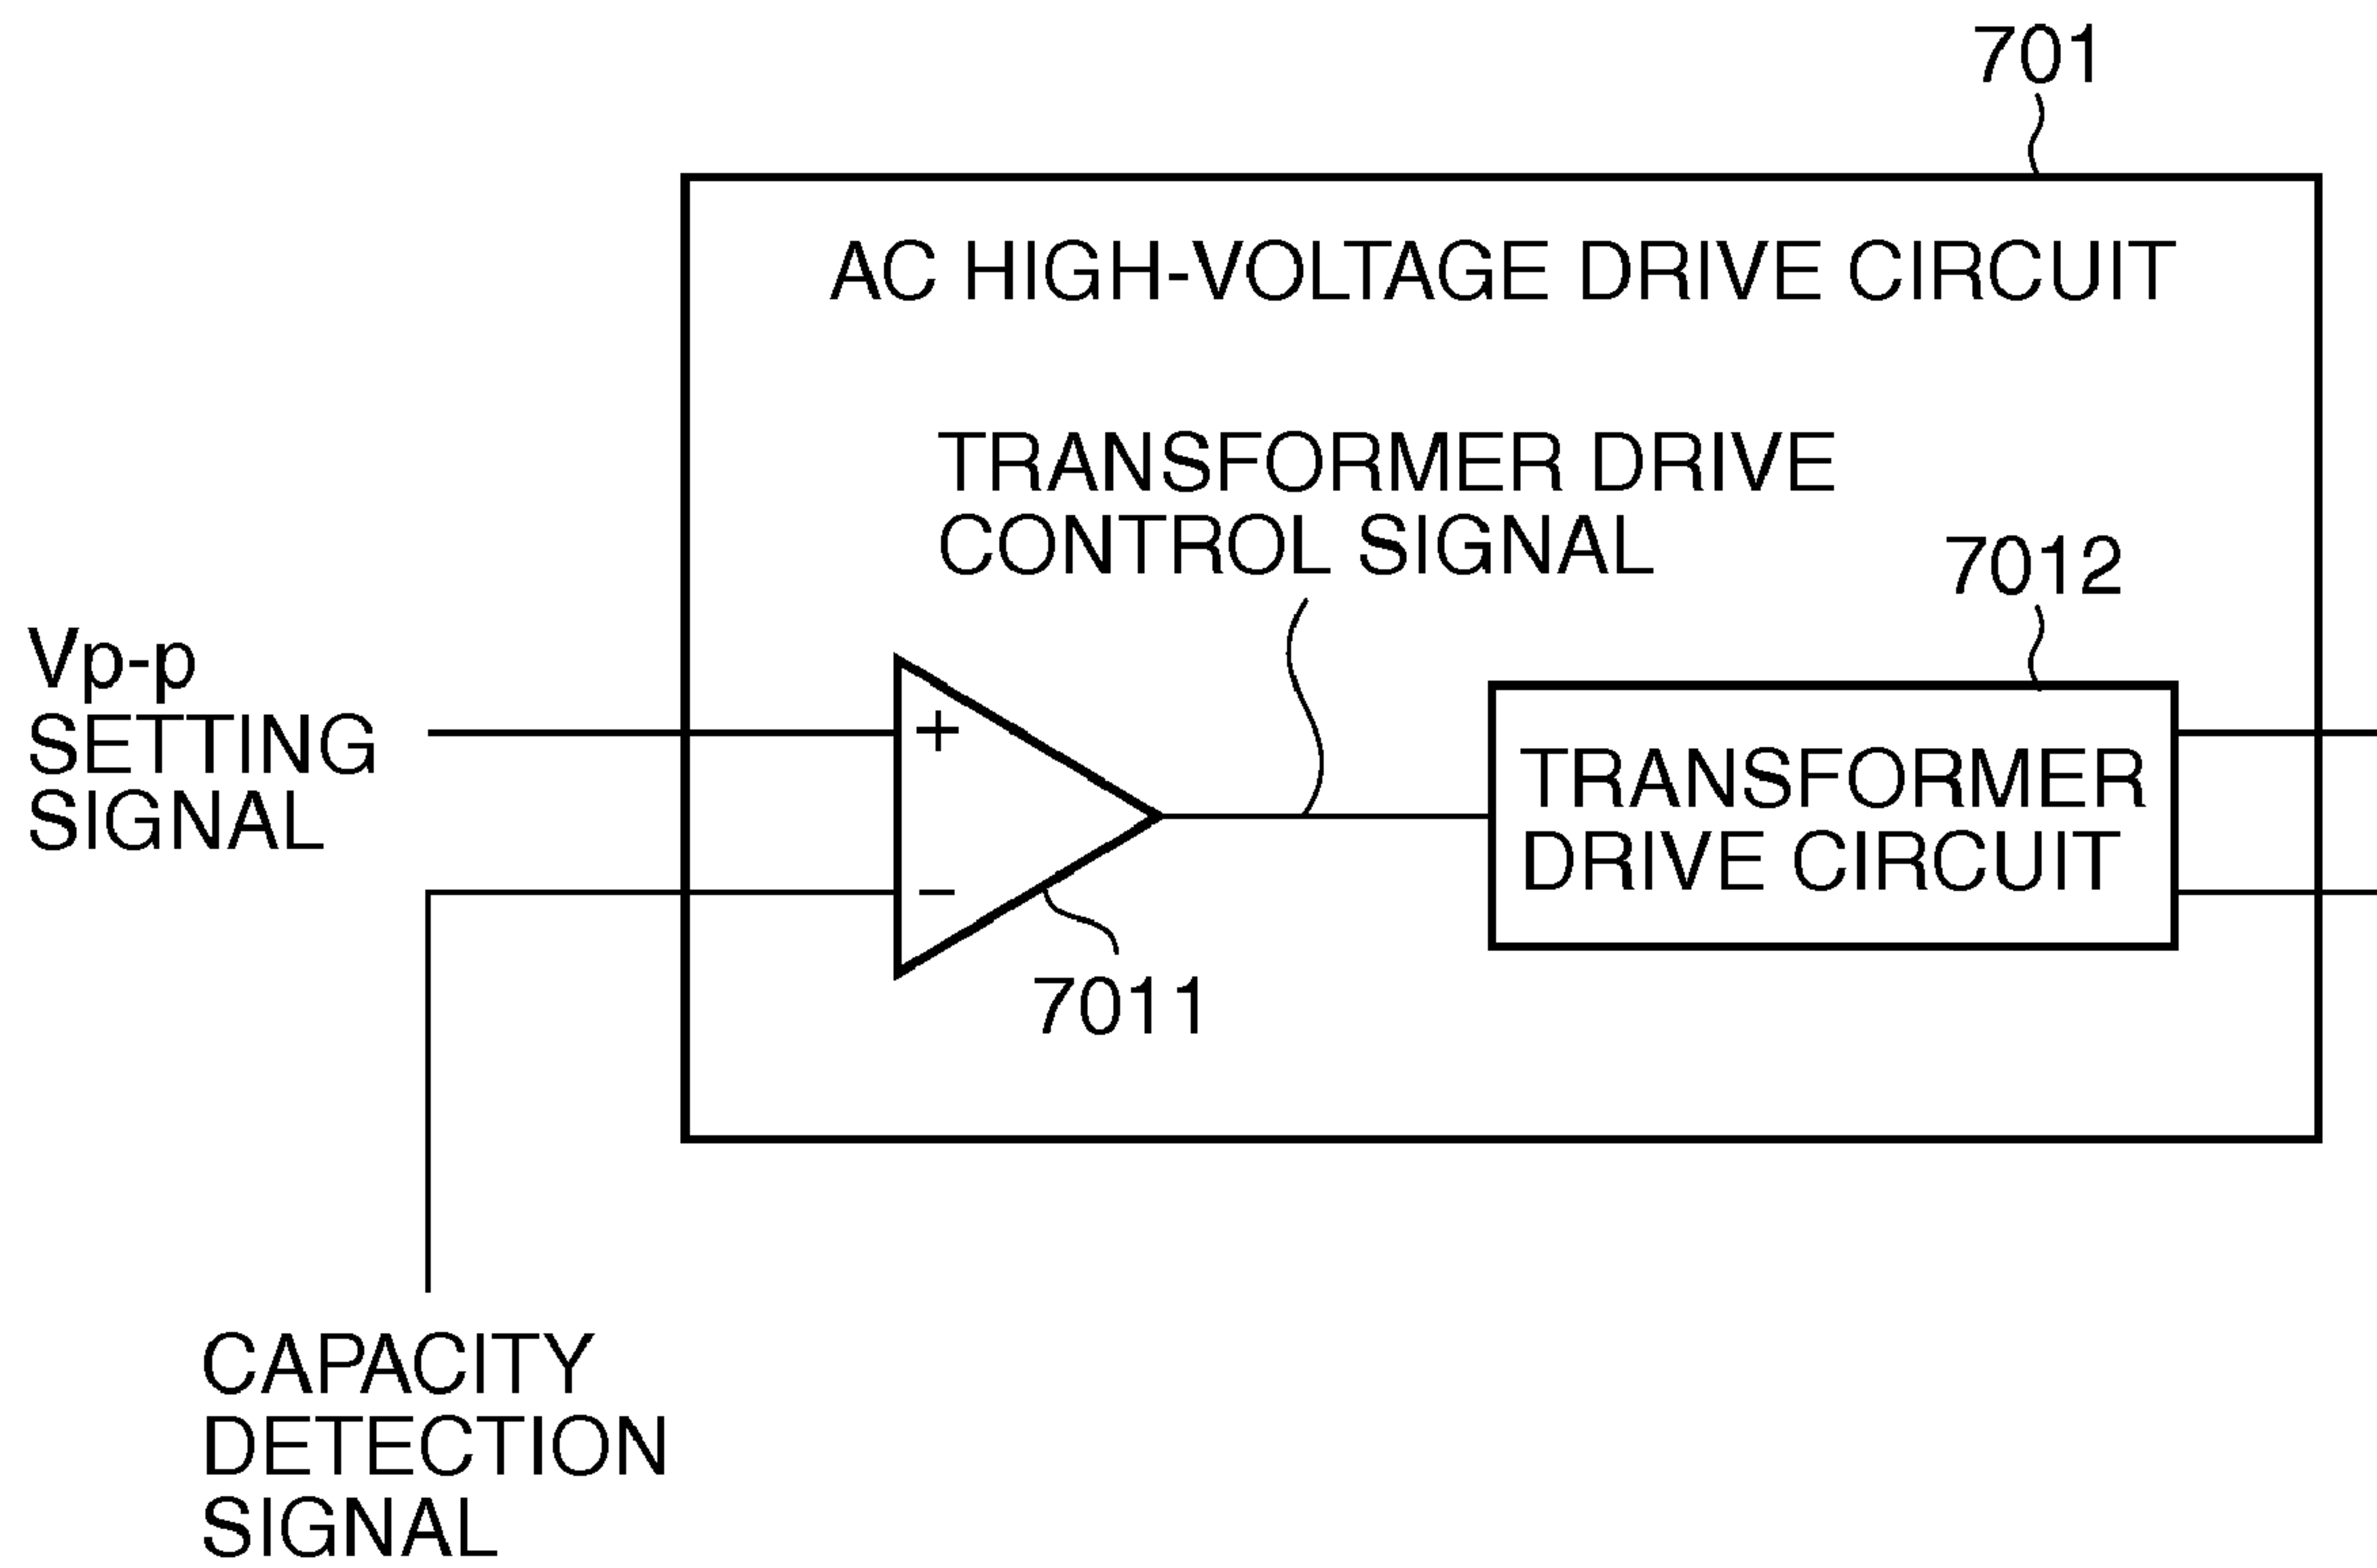 701
AC HIGH-VOLTAGE DRIVE CIRCUIT
TRANSFORMER DRIVE
CONTROL SIGNAL
7012
Vp-p
SETTING
SIGNAL
+
−
TRANSFORMER
DRIVE CIRCUIT
7011
CAPACITY
DETECTION
SIGNAL